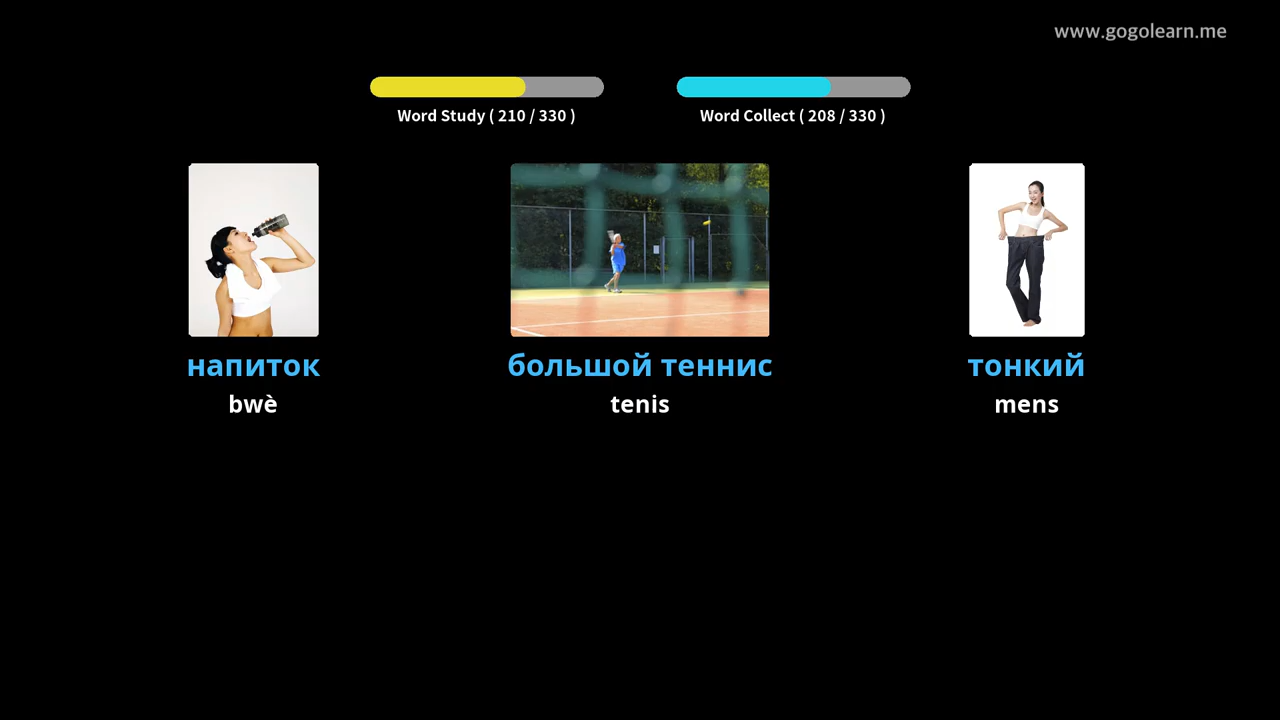 www.gogolearn.me
Word Study ( 210 / 330 )
Word Collect ( 208 / 330 )
напиток
большой теннис
тонкий
bwè
tenis
mens